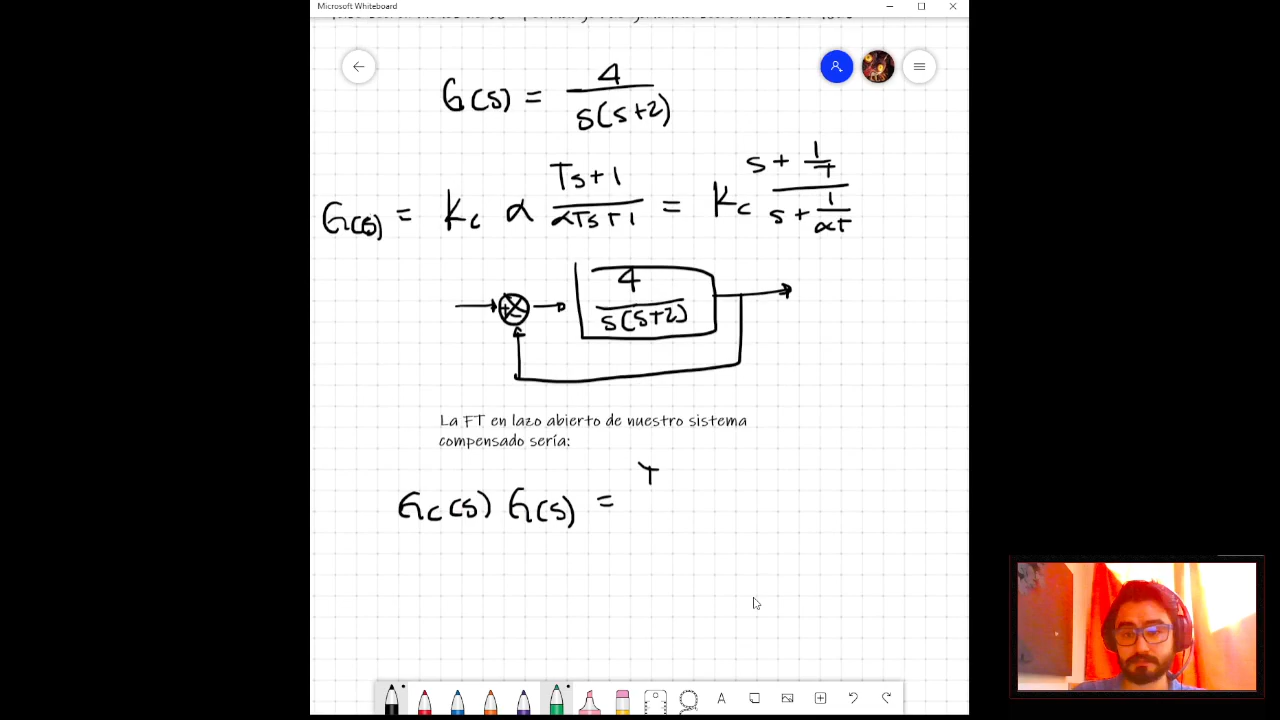 Microsoft Whiteboard
G(s) = 4 / s(s+2)
G(s) = Kc α (Ts+1)/(αTs+1) = Kc (s + 1/T)/(s + 1/αT)
+ -
4 / s(s+2)
La FT en lazo abierto de nuestro sistema
compensado sería:
Gc(s) G(s) =
A